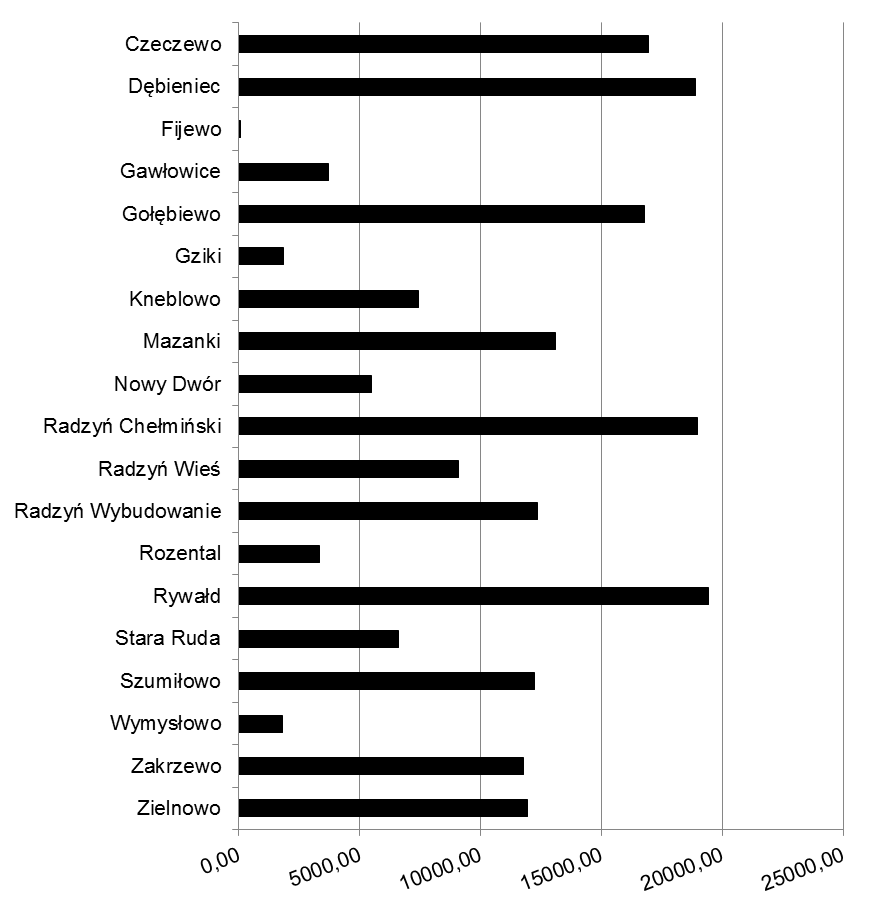 Czeczewo
Dębieniec
Fijewo
Gawłowice
Gołębiewo
Gziki
Kneblowo
Mazanki
Nowy Dwór
Radzyń Chełmiński
Radzyń Wieś
Radzyń Wybudowanie
Rozental
Rywałd
Stara Ruda
Szumiłowo
Wymysłowo
Zakrzewo
Zielnowo
0,00 5000,00 10000,00 15000,00 20000,00 25000,00